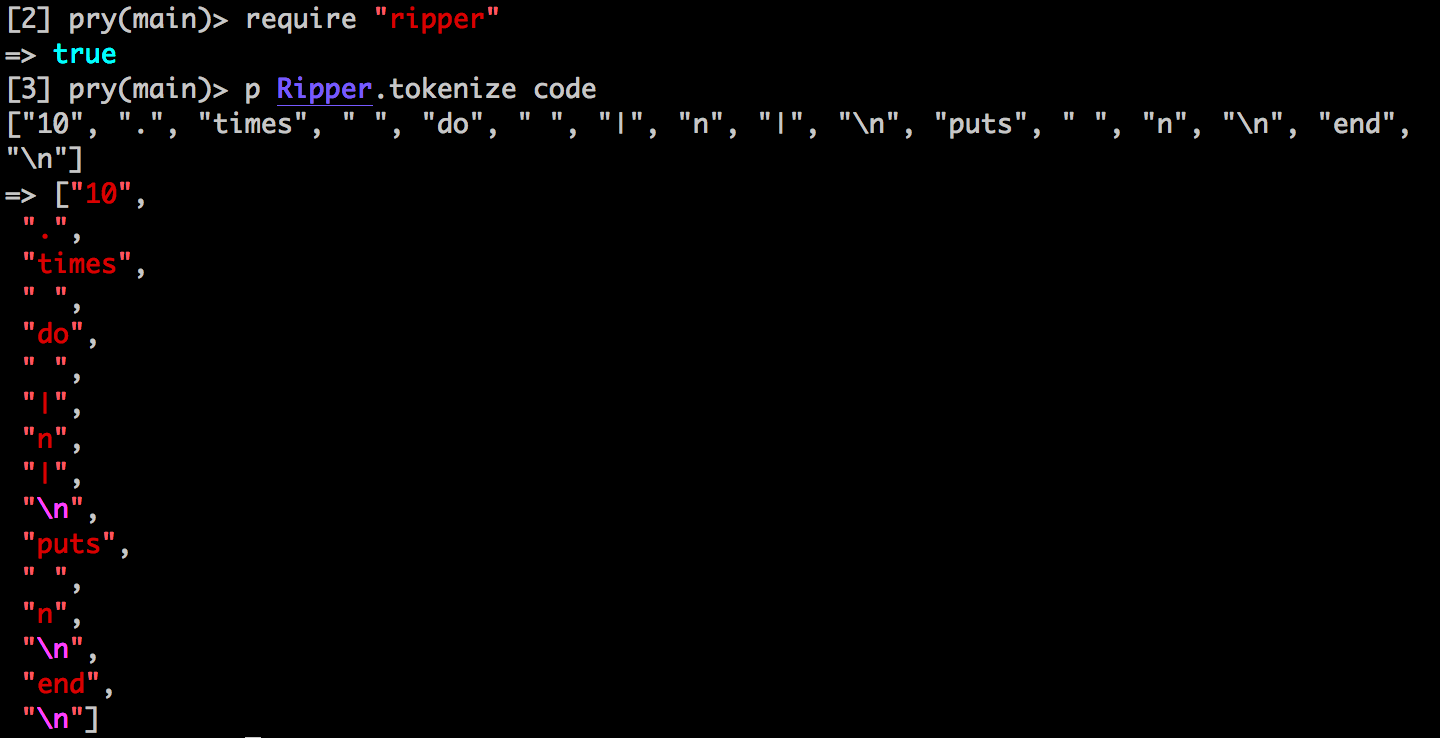 [2] pry(main)> require "ripper"
=> true
[3] pry(main)> p Ripper.tokenize code
["10", ".", "times", " ", "do", " ", "|", "n", "|", "\n", "puts", " ", "n", "\n", "end",
"\n"]
=> ["10",
 ".",
 "times",
 " ",
 "do",
 " ",
 "|",
 "n",
 "|",
 "\n",
 "puts",
 " ",
 "n",
 "\n",
 "end",
 "\n"]